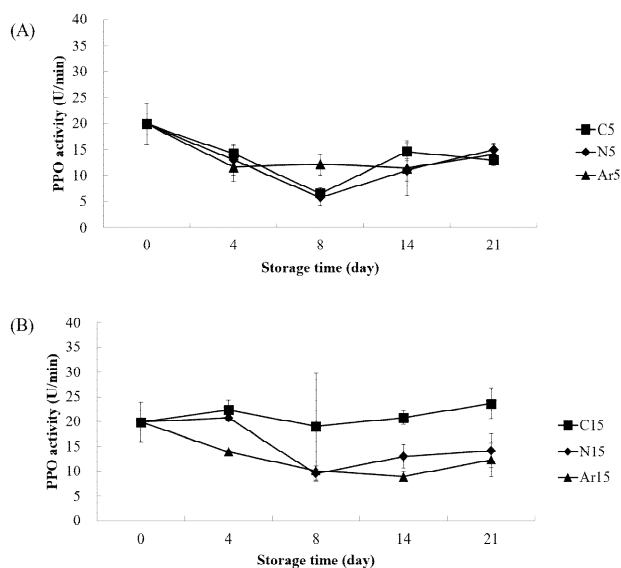 (A)
PPO activity (U/min)
40
35
30
25
20
15
10
5
0
0 4 8 14 21
Storage time (day)
C5
N5
Ar5
(B)
PPO activity (U/min)
40
35
30
25
20
15
10
5
0
0 4 8 14 21
Storage time (day)
C15
N15
Ar15